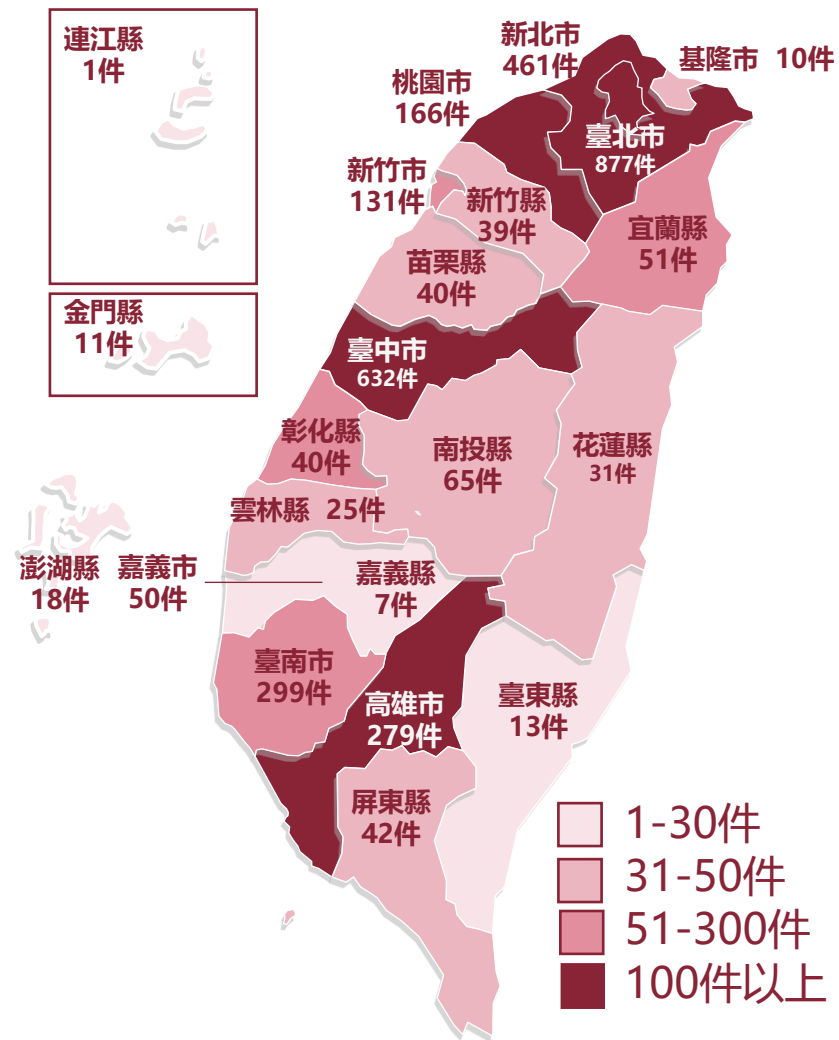 連江縣
1件
新北市
461件
基隆市 10件
桃園市
166件
臺北市
877件
新竹市
131件
新竹縣
39件
宜蘭縣
51件
苗栗縣
40件
金門縣
11件
臺中市
632件
彰化縣
40件
南投縣
65件
花蓮縣
31件
雲林縣 25件
澎湖縣
18件
嘉義市
50件
嘉義縣
7件
臺南市
299件
高雄市
279件
臺東縣
13件
屏東縣
42件
1-30件
31-50件
51-300件
100件以上